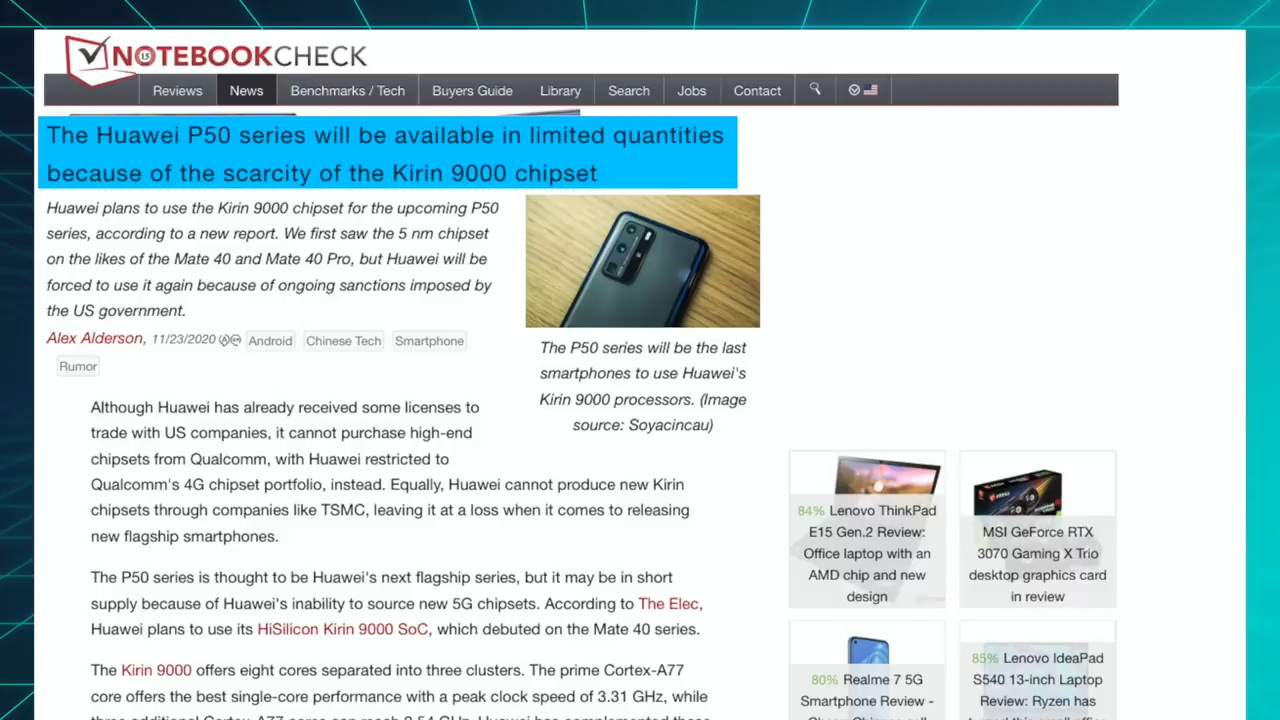 NOTEBOOKCHECK
15
Reviews
News
Benchmarks / Tech
Buyers Guide
Library
Search
Jobs
Contact
The Huawei P50 series will be available in limited quantities
because of the scarcity of the Kirin 9000 chipset
Huawei plans to use the Kirin 9000 chipset for the upcoming P50
series, according to a new report. We first saw the 5 nm chipset
on the likes of the Mate 40 and Mate 40 Pro, but Huawei will be
forced to use it again because of ongoing sanctions imposed by
the US government.
Alex Alderson, 11/23/2020
Android
Chinese Tech
Smartphone
Rumor
The P50 series will be the last
smartphones to use Huawei's
Kirin 9000 processors. (Image
source: Soyacincau)
Although Huawei has already received some licenses to
trade with US companies, it cannot purchase high-end
chipsets from Qualcomm, with Huawei restricted to
Qualcomm's 4G chipset portfolio, instead. Equally, Huawei cannot produce new Kirin
chipsets through companies like TSMC, leaving it at a loss when it comes to releasing
new flagship smartphones.
The P50 series is thought to be Huawei's next flagship series, but it may be in short
supply because of Huawei's inability to source new 5G chipsets. According to The Elec,
Huawei plans to use its HiSilicon Kirin 9000 SoC, which debuted on the Mate 40 series.
The Kirin 9000 offers eight cores separated into three clusters. The prime Cortex-A77
core offers the best single-core performance with a peak clock speed of 3.31 GHz, while
84% Lenovo ThinkPad
E15 Gen.2 Review:
Office laptop with an
AMD chip and new
design
MSI GeForce RTX
3070 Gaming X Trio
desktop graphics card
in review
80% Realme 7 5G
Smartphone Review -
85% Lenovo IdeaPad
S540 13-inch Laptop
Review: Ryzen has